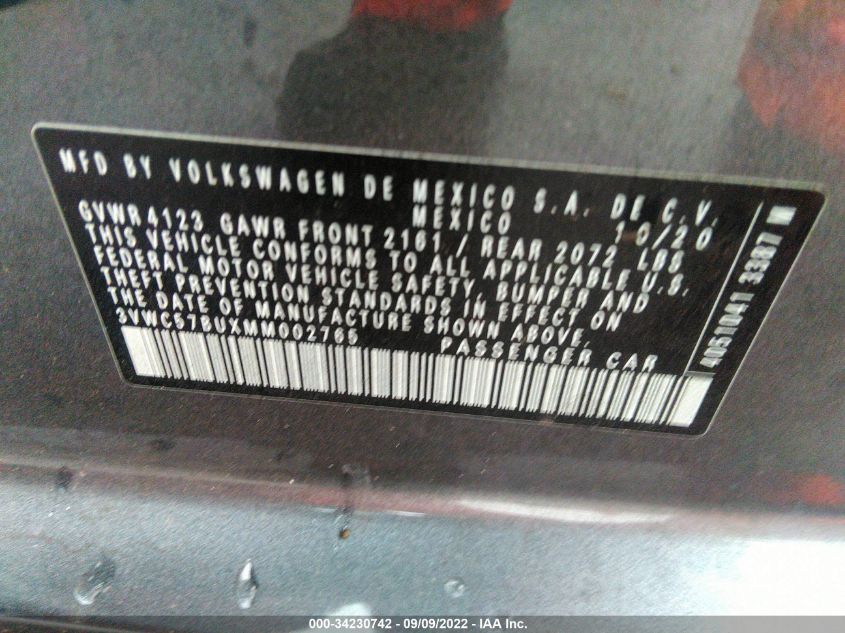 MFD BY VOLKSWAGEN DE MEXICO S.A. DE C.V.
MEXICO 10/20
GVWR 4123 GAWR FRONT 2161 / REAR 2072 LBS
THIS VEHICLE CONFORMS TO ALL APPLICABLE U.S.
FEDERAL MOTOR VEHICLE SAFETY, BUMPER AND
THEFT PREVENTION STANDARDS IN EFFECT ON
THE DATE OF MANUFACTURE SHOWN ABOVE,
3VWC57BUXMM002765 PASSENGER CAR
4D51041 3387 M
000-34230742 - 09/09/2022 - IAA Inc.